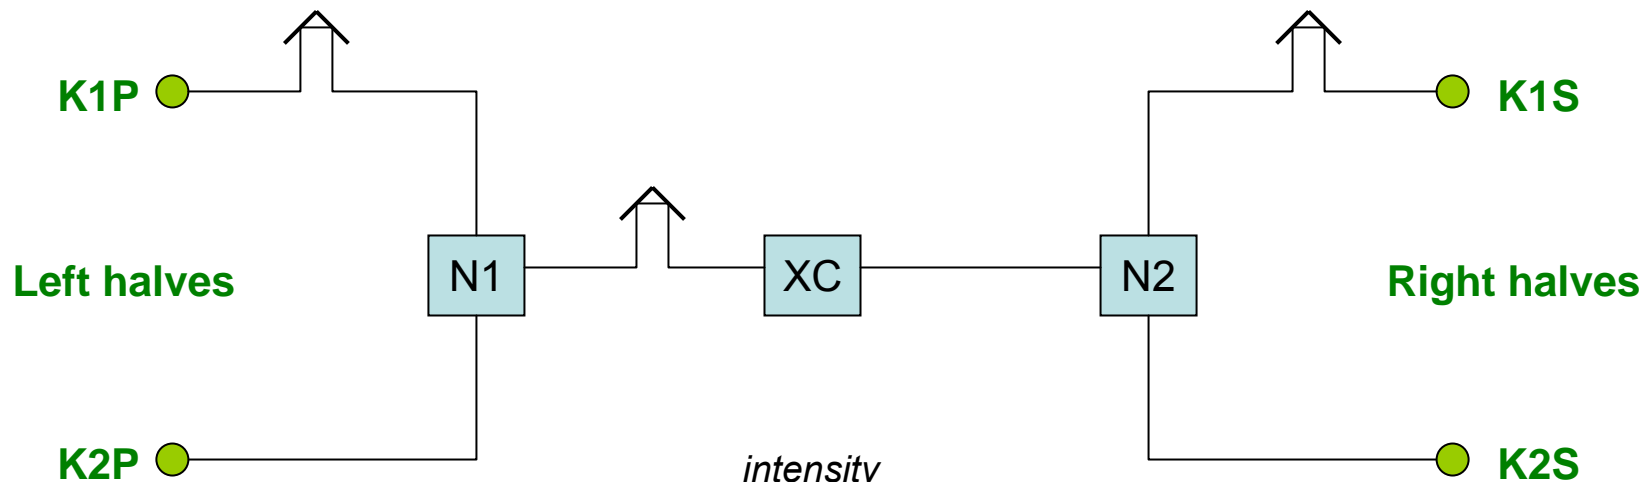 K1P
K1S
Left halves
N1
XC
N2
Right halves
K2P
intensity
K2S